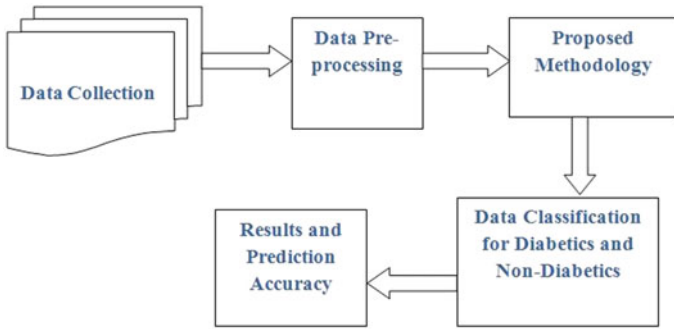 Data Collection
Data Pre-
processing
Proposed
Methodology
Data Classification
for Diabetics and
Non-Diabetics
Results and
Prediction
Accuracy